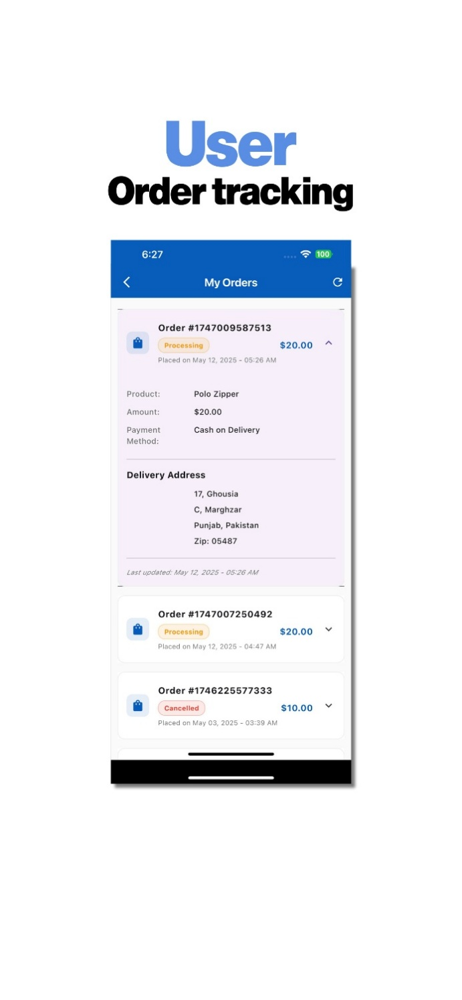 User
Order tracking
6:27
100
My Orders
Order #1747009587513
Processing
$20.00
Placed on May 12, 2025 - 05:26 AM
Product: Polo Zipper
Amount: $20.00
Payment Cash on Delivery
Method:
Delivery Address
17, Ghousia
C, Marghzar
Punjab, Pakistan
Zip: 05487
Last updated: May 12, 2025 - 05:26 AM
Order #1747007250492
Processing
$20.00
Placed on May 12, 2025 - 04:47 AM
Order #1746225577333
Cancelled
$10.00
Placed on May 03, 2025 - 03:39 AM